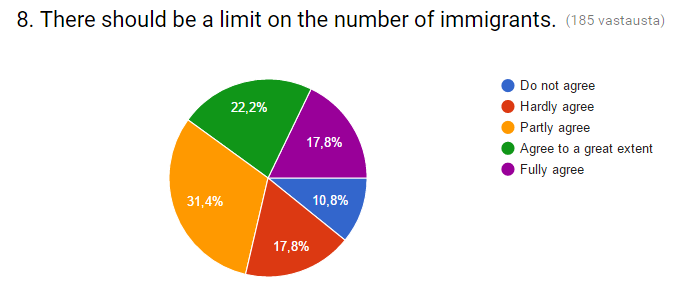 8. There should be a limit on the number of immigrants. (185 vastausta)
Do not agree
Hardly agree
Partly agree
Agree to a great extent
Fully agree
22,2%
17,8%
31,4%
10,8%
17,8%